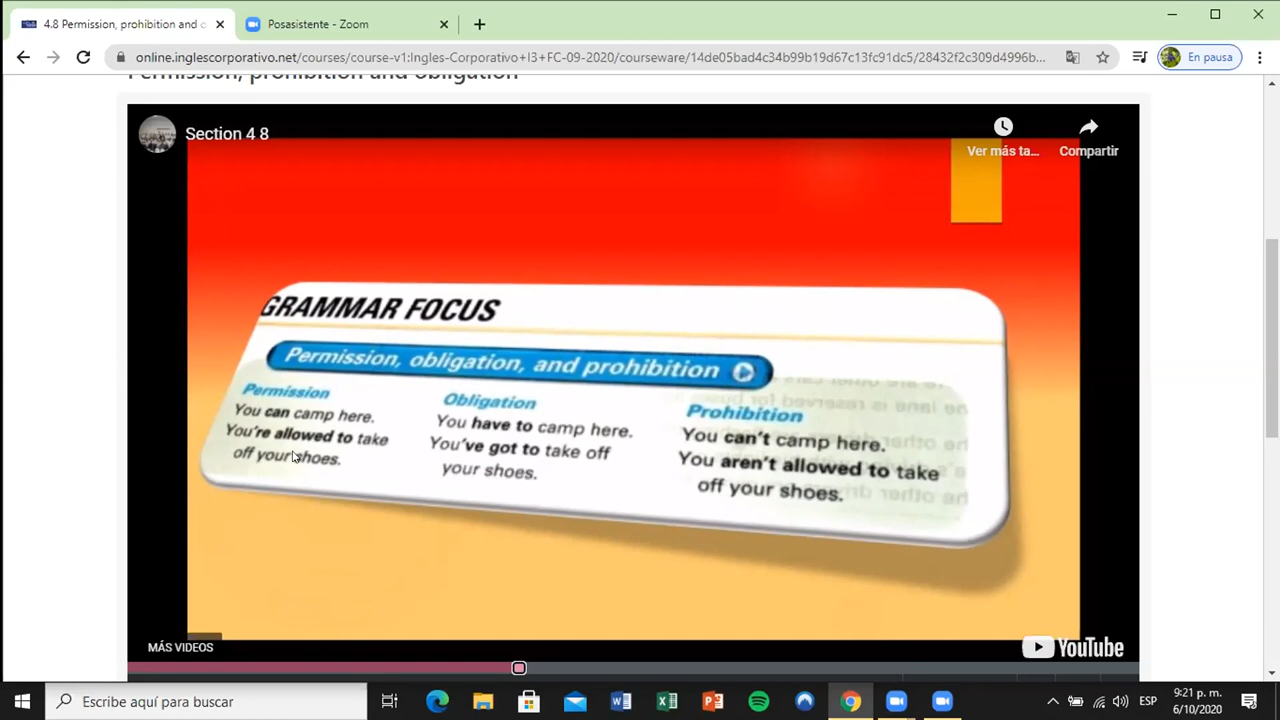 4.8 Permission, prohibition and o
Posasistente - Zoom
online.inglescorporativo.net/courses/course-v1:Ingles-Corporativo+I3+FC-09-2020/courseware/14de05bad4c34b99b19d67c13fc91dc5/28432f2c309d4996b...
En pausa
Permission, prohibition and obligation
Section 4 8
Ver más ta...
Compartir
GRAMMAR FOCUS
Permission, obligation, and prohibition
Permission
You can camp here.
You're allowed to take
off your shoes.
Obligation
You have to camp here.
You've got to take off
your shoes.
Prohibition
You can't camp here.
You aren't allowed to take
off your shoes.
MÁS VIDEOS
YouTube
Escribe aquí para buscar
ESP
9:21 p. m.
6/10/2020